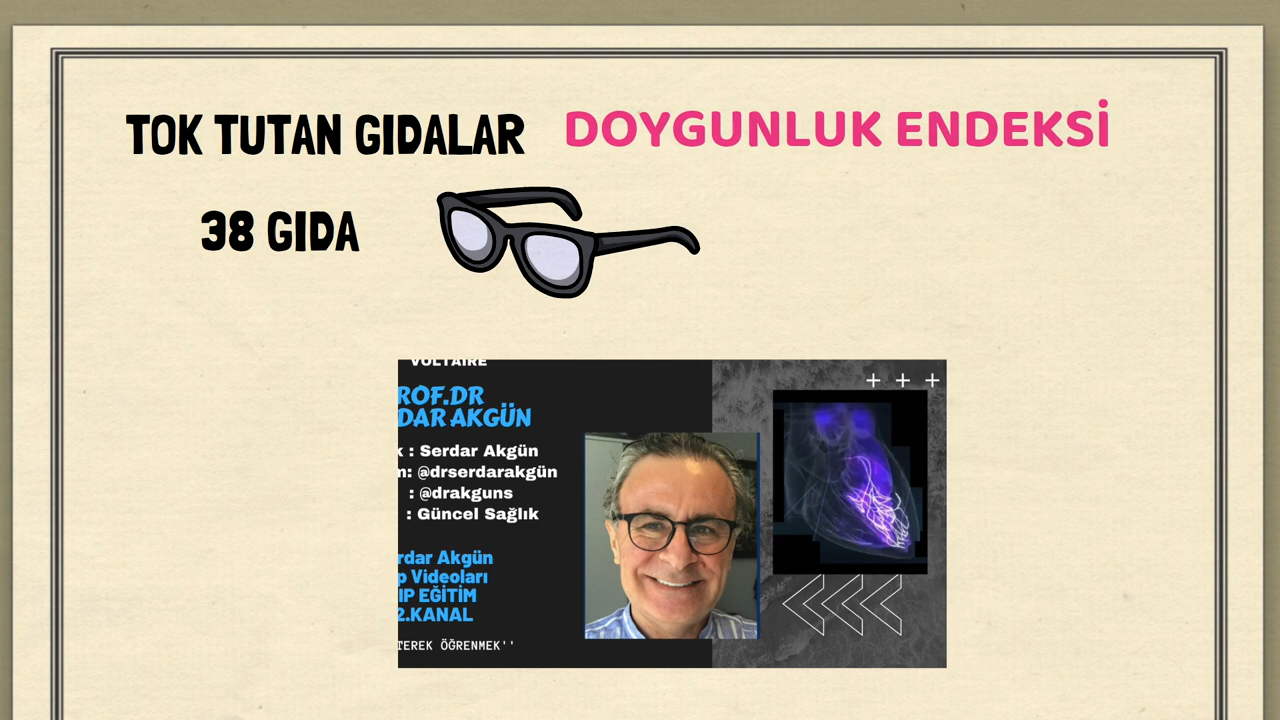 TOK TUTAN GIDALAR DOYGUNLUK ENDEKSİ
38 GIDA
VOLTAIRE
ROF.DR
DAR AKGÜN
k : Serdar Akgün
m: @drserdarakgün
: @drakguns
: Güncel Sağlık
rdar Akgün
p Videoları
IP EĞİTİM
2.KANAL
TEREK ÖĞRENMEK''